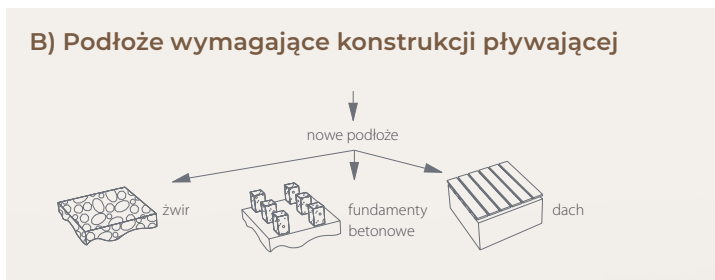 B) Podłoże wymagające konstrukcji pływającej
nowe podłoże
żwir
fundamenty
betonowe
dach